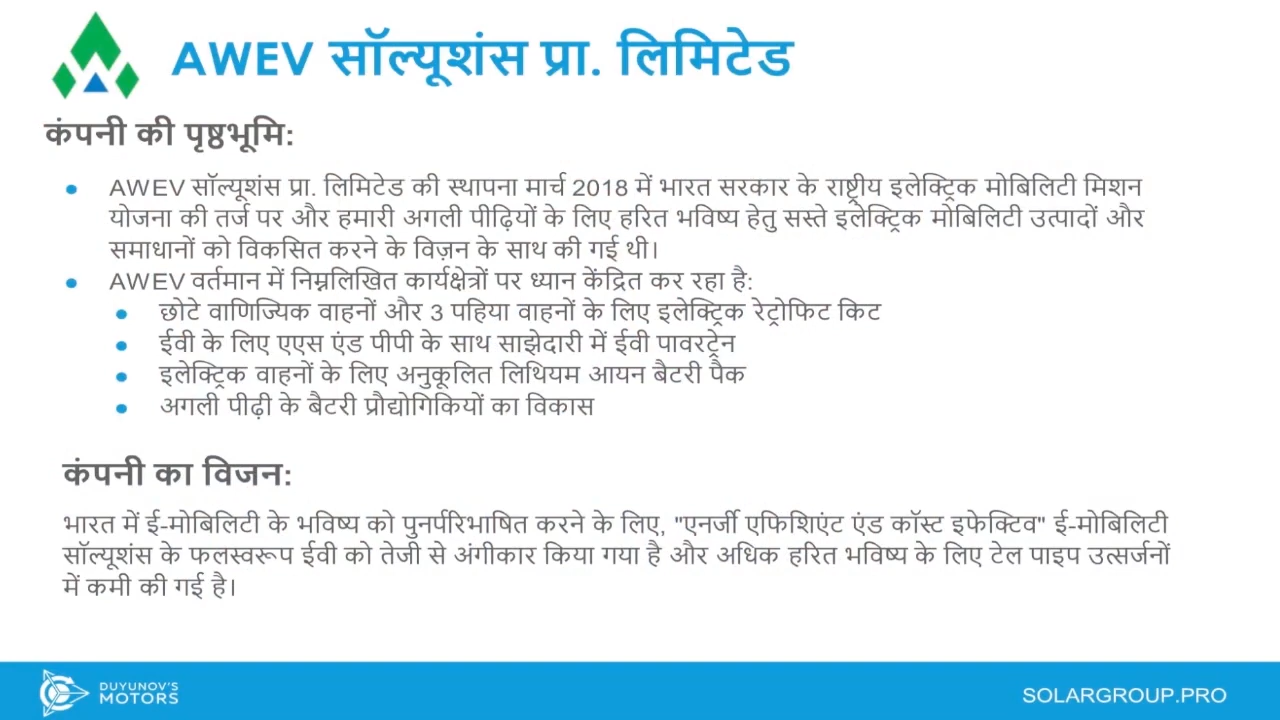 AWEV सॉल्यूशंस प्रा. लिमिटेड
कंपनी की पृष्ठभूमि:
AWEV सॉल्यूशंस प्रा. लिमिटेड की स्थापना मार्च 2018 में भारत सरकार के राष्ट्रीय इलेक्ट्रिक मोबिलिटी मिशन
योजना की तर्ज पर और हमारी अगली पीढ़ियों के लिए हरित भविष्य हेतु सस्ते इलेक्ट्रिक मोबिलिटी उत्पादों और
समाधानों को विकसित करने के विज़न के साथ की गई थी।
AWEV वर्तमान में निम्नलिखित कार्यक्षेत्रों पर ध्यान केंद्रित कर रहा है:
छोटे वाणिज्यिक वाहनों और 3 पहिया वाहनों के लिए इलेक्ट्रिक रेट्रोफिट किट
ईवी के लिए एएस एंड पीपी के साथ साझेदारी में ईवी पावरट्रेन
इलेक्ट्रिक वाहनों के लिए अनुकूलित लिथियम आयन बैटरी पैक
अगली पीढ़ी के बैटरी प्रौद्योगिकियों का विकास
कंपनी का विजन:
भारत में ई-मोबिलिटी के भविष्य को पुनर्परिभाषित करने के लिए, "एनर्जी एफिशिएंट एंड कॉस्ट इफेक्टिव" ई-मोबिलिटी
सॉल्यूशंस के फलस्वरूप ईवी को तेजी से अंगीकार किया गया है और अधिक हरित भविष्य के लिए टेल पाइप उत्सर्जनों
में कमी की गई है।
DUYUNOV'S
MOTORS
SOLARGROUP.PRO